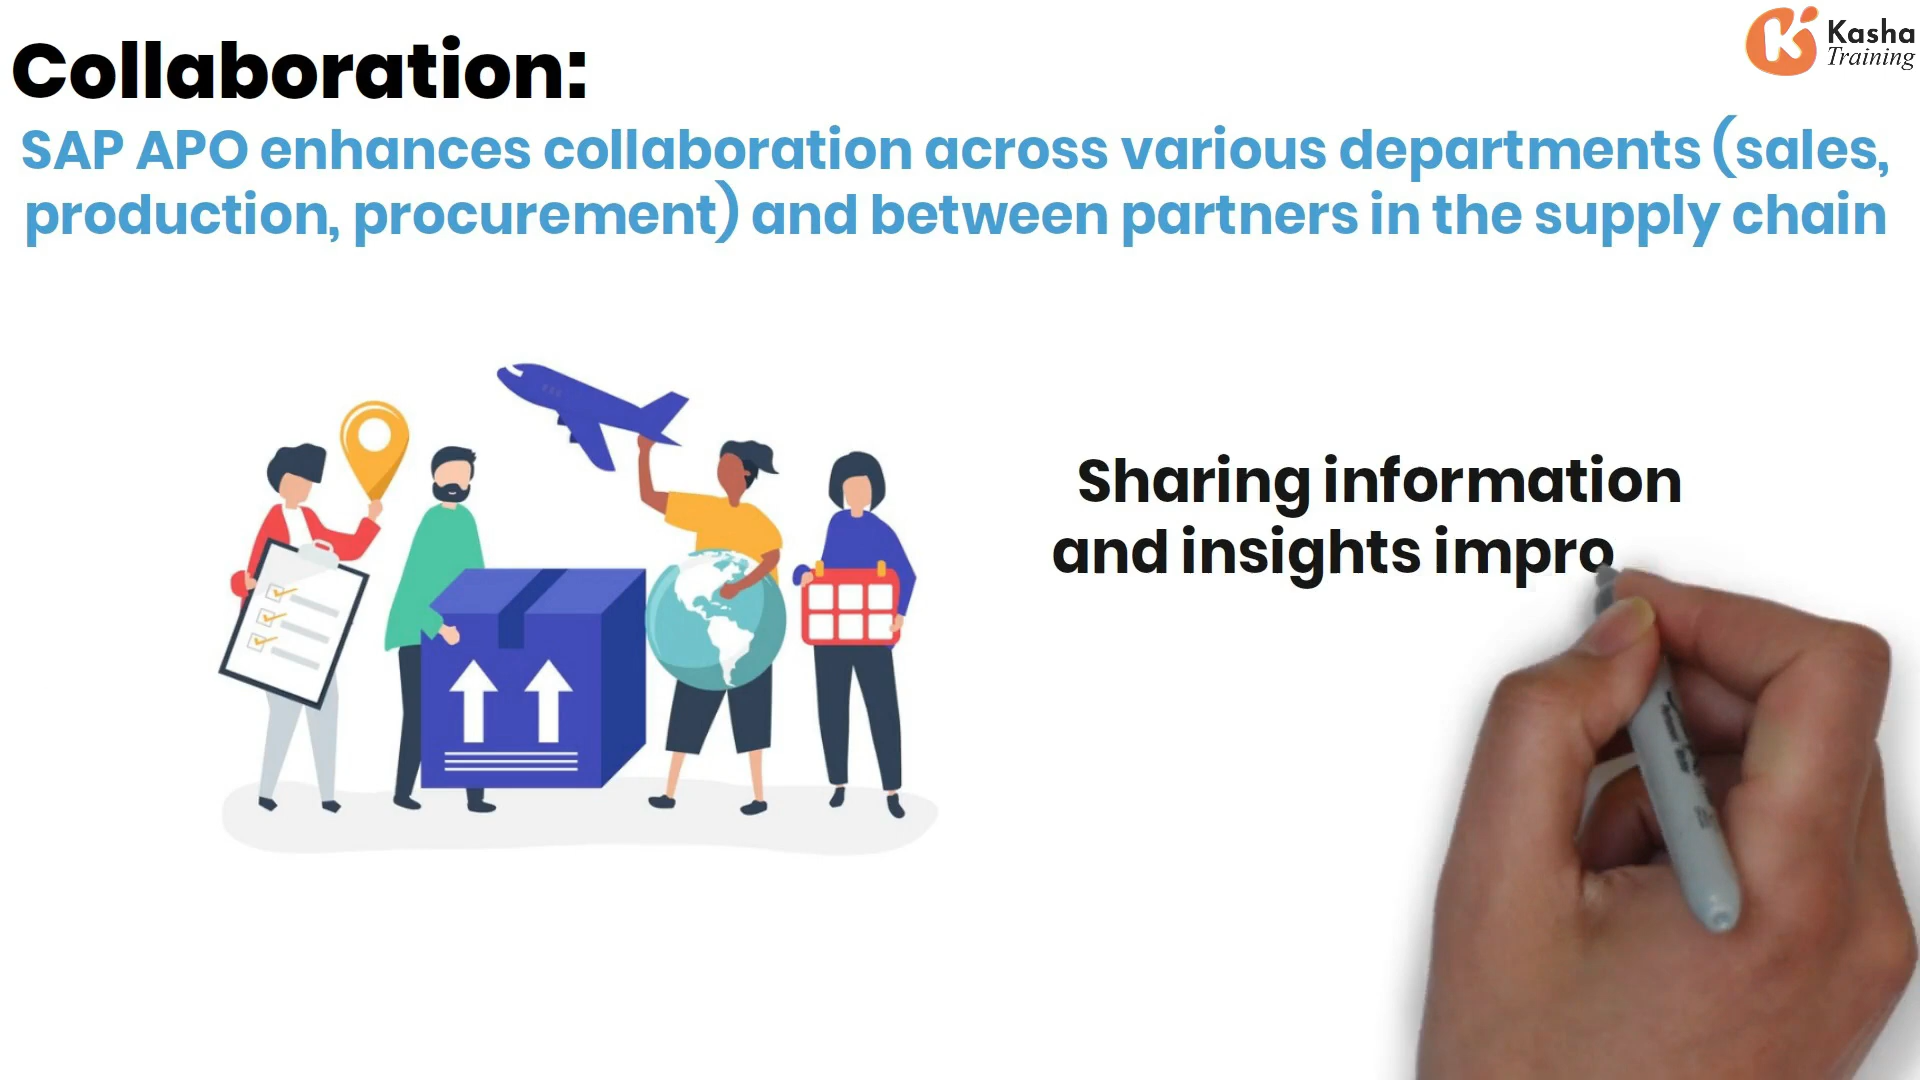 Kasha
Training
Collaboration:
SAP APO enhances collaboration across various departments (sales,
production, procurement) and between partners in the supply chain
Sharing information
and insights impro